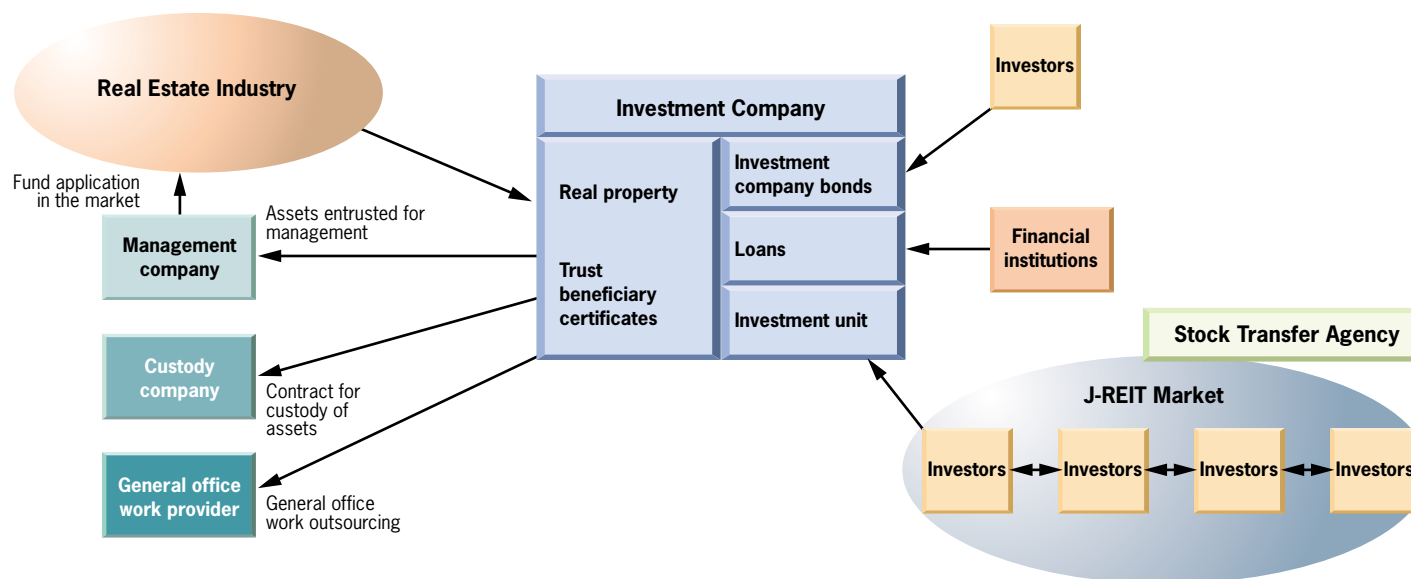 Real Estate Industry
Fund application
in the market
Management
company
Assets entrusted for
management
Custody
company
Contract for
custody of
assets
General office
work provider
General office
work outsourcing
Investment Company
Real property
Trust
beneficiary
certificates
Investment
company bonds
Loans
Investment unit
Investors
Financial
institutions
Stock Transfer Agency
J-REIT Market
Investors
Investors
Investors
Investors